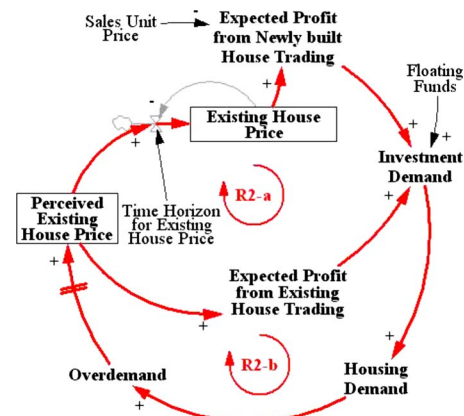 Sales Unit
Price
-
Expected Profit
from Newly built
House Trading
+
Floating
Funds
-
+
Existing House
Price
+
+
Investment
Demand
Perceived
Existing
House Price
Time Horizon
for Existing
House Price
R2-a
+
+
+
Expected Profit
from Existing
House Trading
+
R2-b
Overdemand
+
Housing
Demand
+